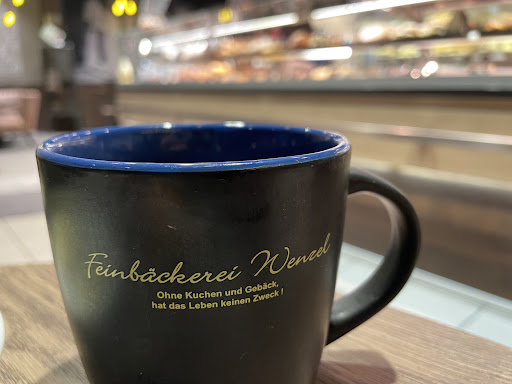 Feinbäckerei Wenzel
Ohne Kuchen und Gebäck,
hat das Leben keinen Zweck !